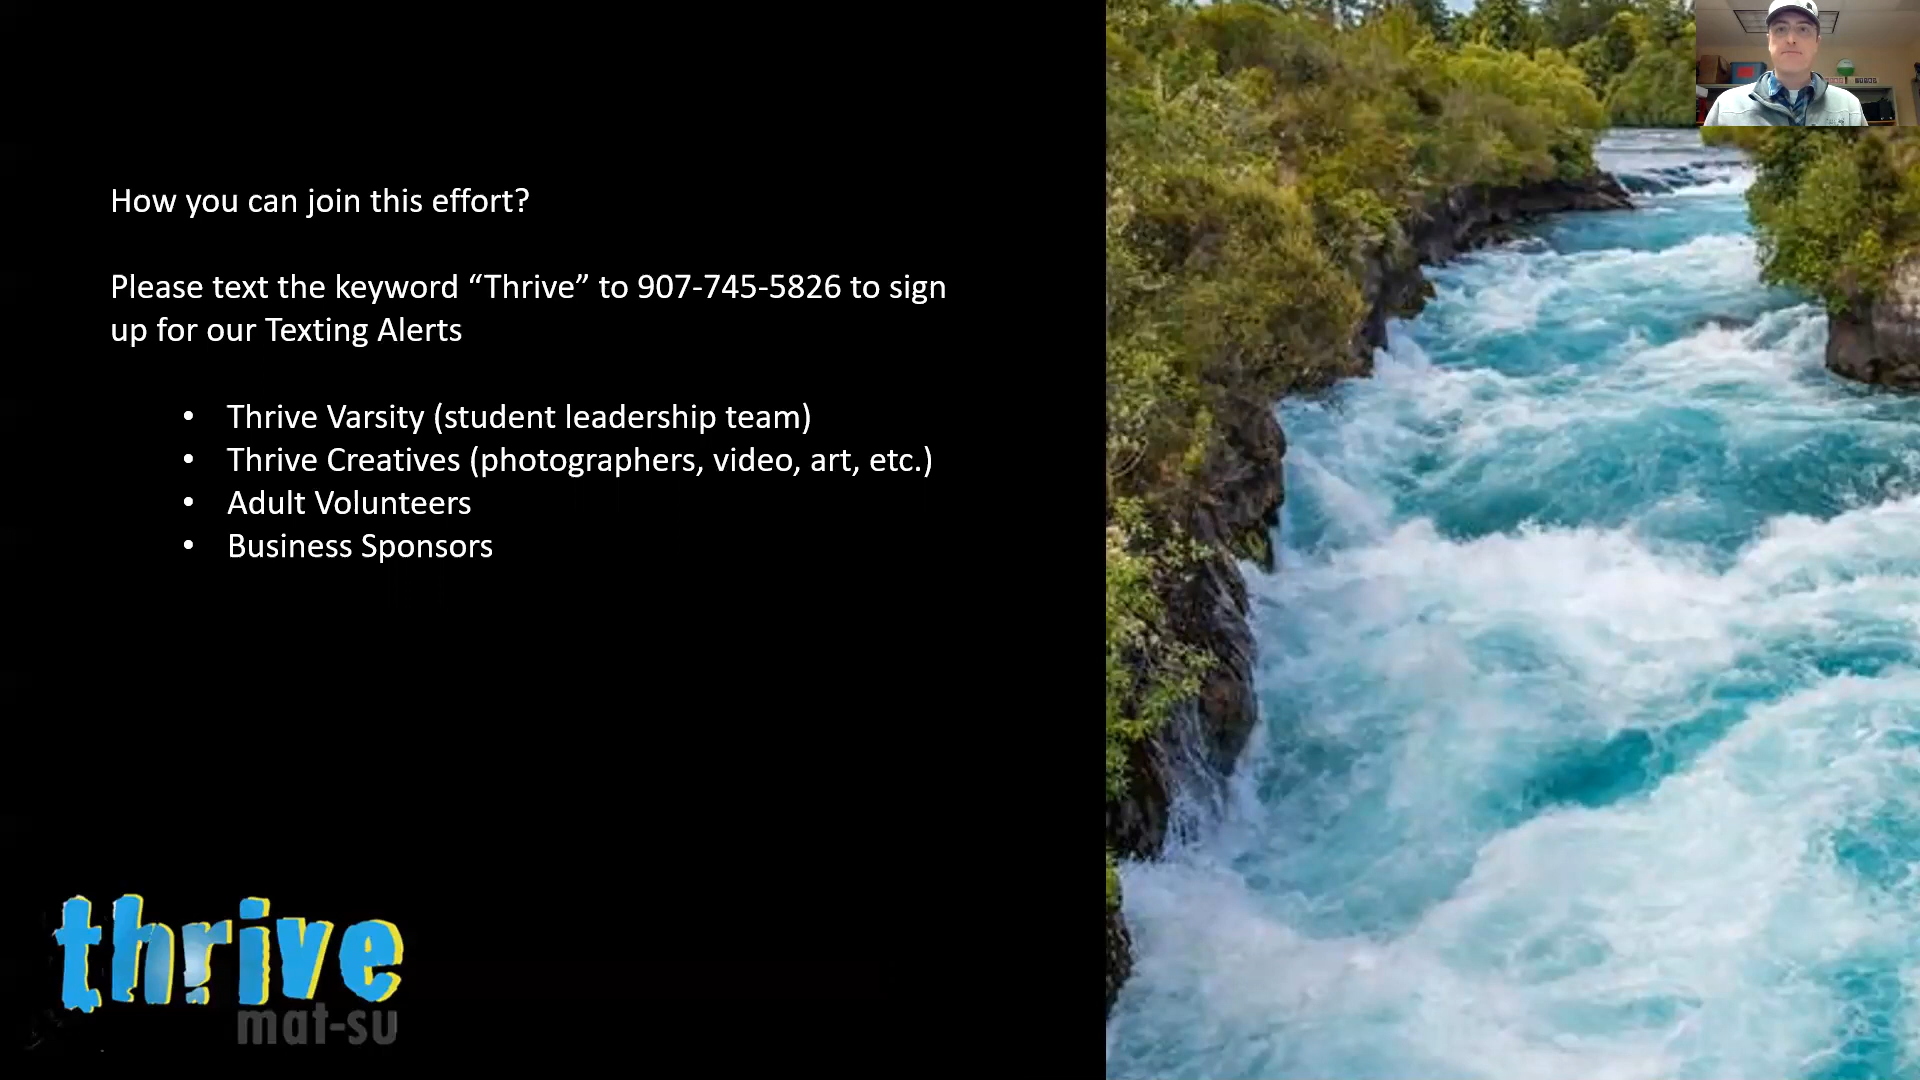 How you can join this effort?
Please text the keyword “Thrive” to 907-745-5826 to sign
up for our Texting Alerts
• Thrive Varsity (student leadership team)
• Thrive Creatives (photographers, video, art, etc.)
• Adult Volunteers
• Business Sponsors
thrive
mat-su